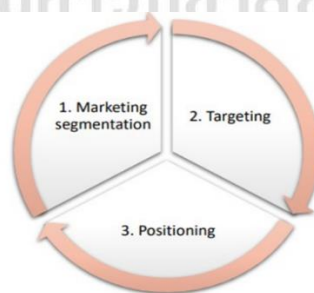 1. Marketing
segmentation
2. Targeting
3. Positioning